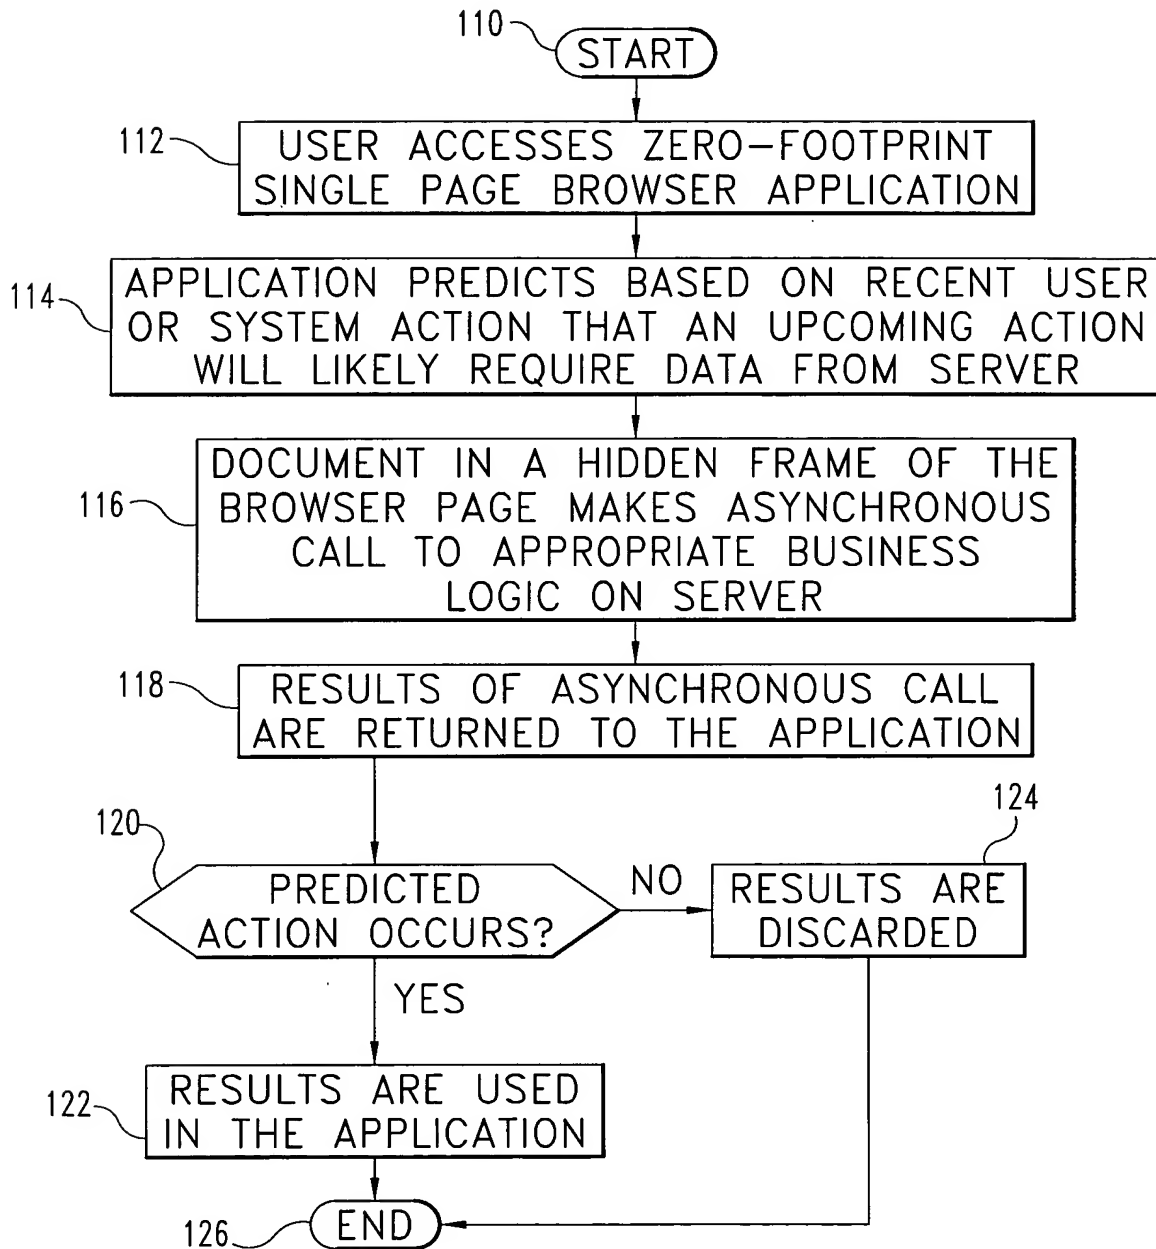 110
START
112
USER ACCESSES ZERO-FOOTPRINT
SINGLE PAGE BROWSER APPLICATION
114
APPLICATION PREDICTS BASED ON RECENT USER
OR SYSTEM ACTION THAT AN UPCOMING ACTION
WILL LIKELY REQUIRE DATA FROM SERVER
116
DOCUMENT IN A HIDDEN FRAME OF THE
BROWSER PAGE MAKES ASYNCHRONOUS
CALL TO APPROPRIATE BUSINESS
LOGIC ON SERVER
118
RESULTS OF ASYNCHRONOUS CALL
ARE RETURNED TO THE APPLICATION
120
PREDICTED
ACTION OCCURS?
NO
124
RESULTS ARE
DISCARDED
YES
122
RESULTS ARE USED
IN THE APPLICATION
126
END